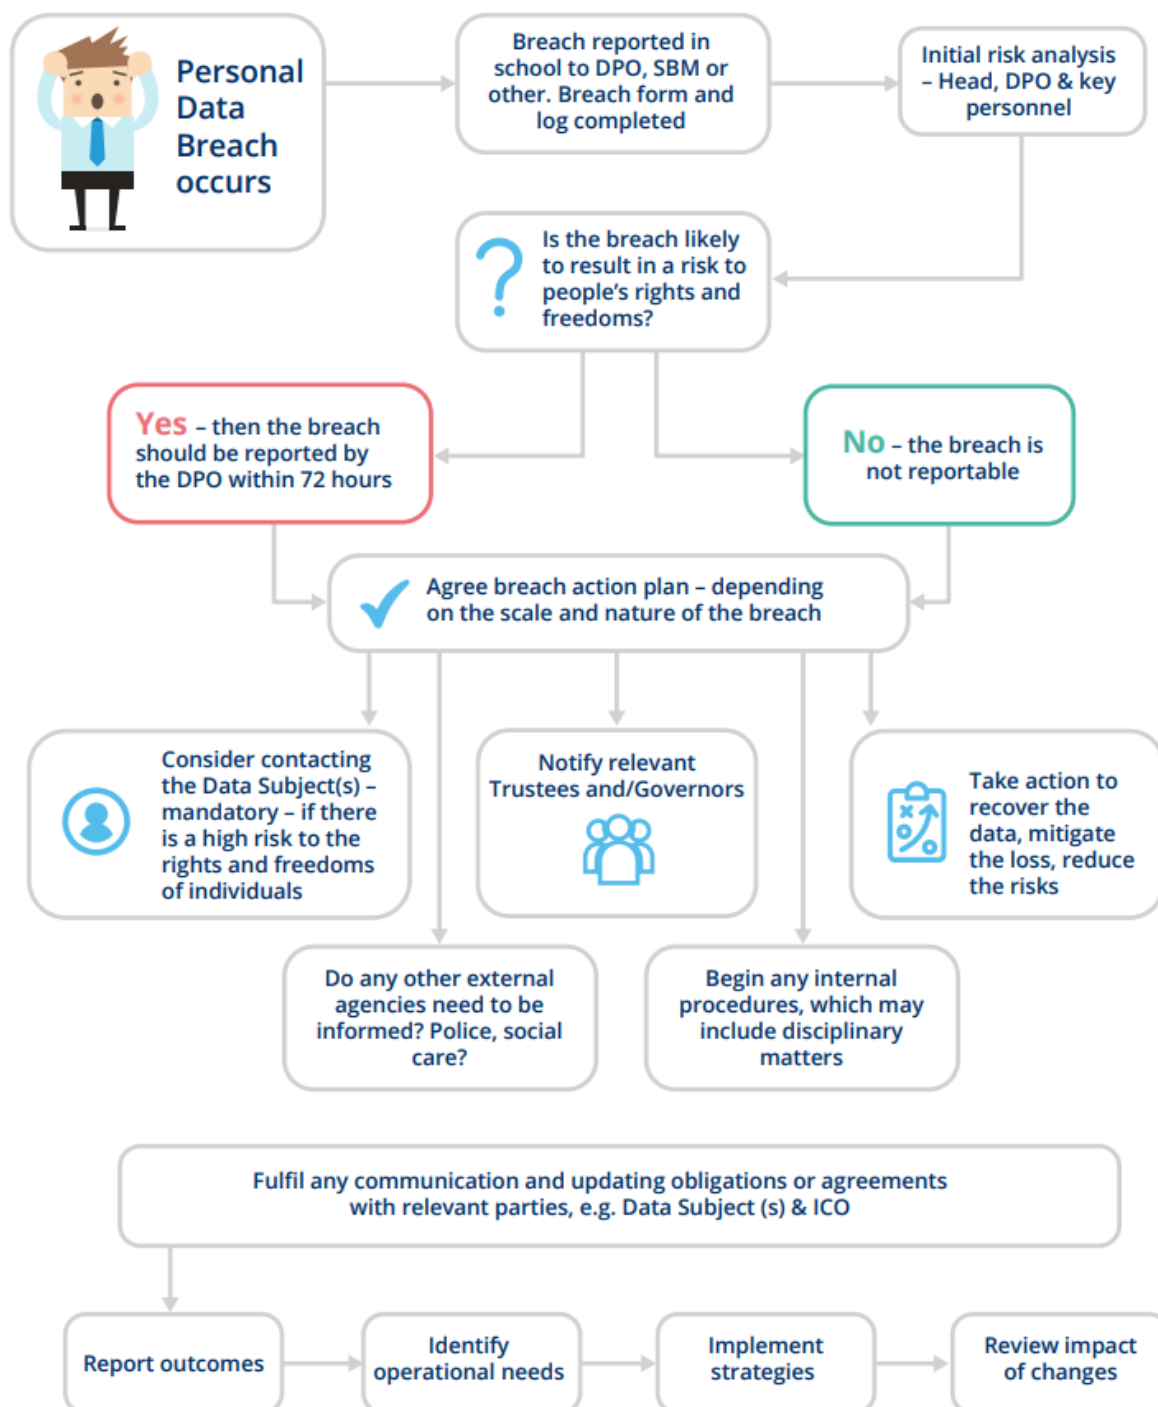 Personal
Data
Breach
occurs
Breach reported in
school to DPO, SBM or
other. Breach form and
log completed
Initial risk analysis
– Head, DPO & key
personnel
Is the breach likely
to result in a risk to
people’s rights and
freedoms?
Yes – then the breach
should be reported by
the DPO within 72 hours
No – the breach is
not reportable
Agree breach action plan – depending
on the scale and nature of the breach
Consider contacting
the Data Subject(s) –
mandatory – if there
is a high risk to the
rights and freedoms
of individuals
Notify relevant
Trustees and/Governors
Take action to
recover the
data, mitigate
the loss, reduce
the risks
Do any other external
agencies need to be
informed? Police, social
care?
Begin any internal
procedures, which may
include disciplinary
matters
Fulfil any communication and updating obligations or agreements
with relevant parties, e.g. Data Subject (s) & ICO
Report outcomes
Identify
operational needs
Implement
strategies
Review impact
of changes